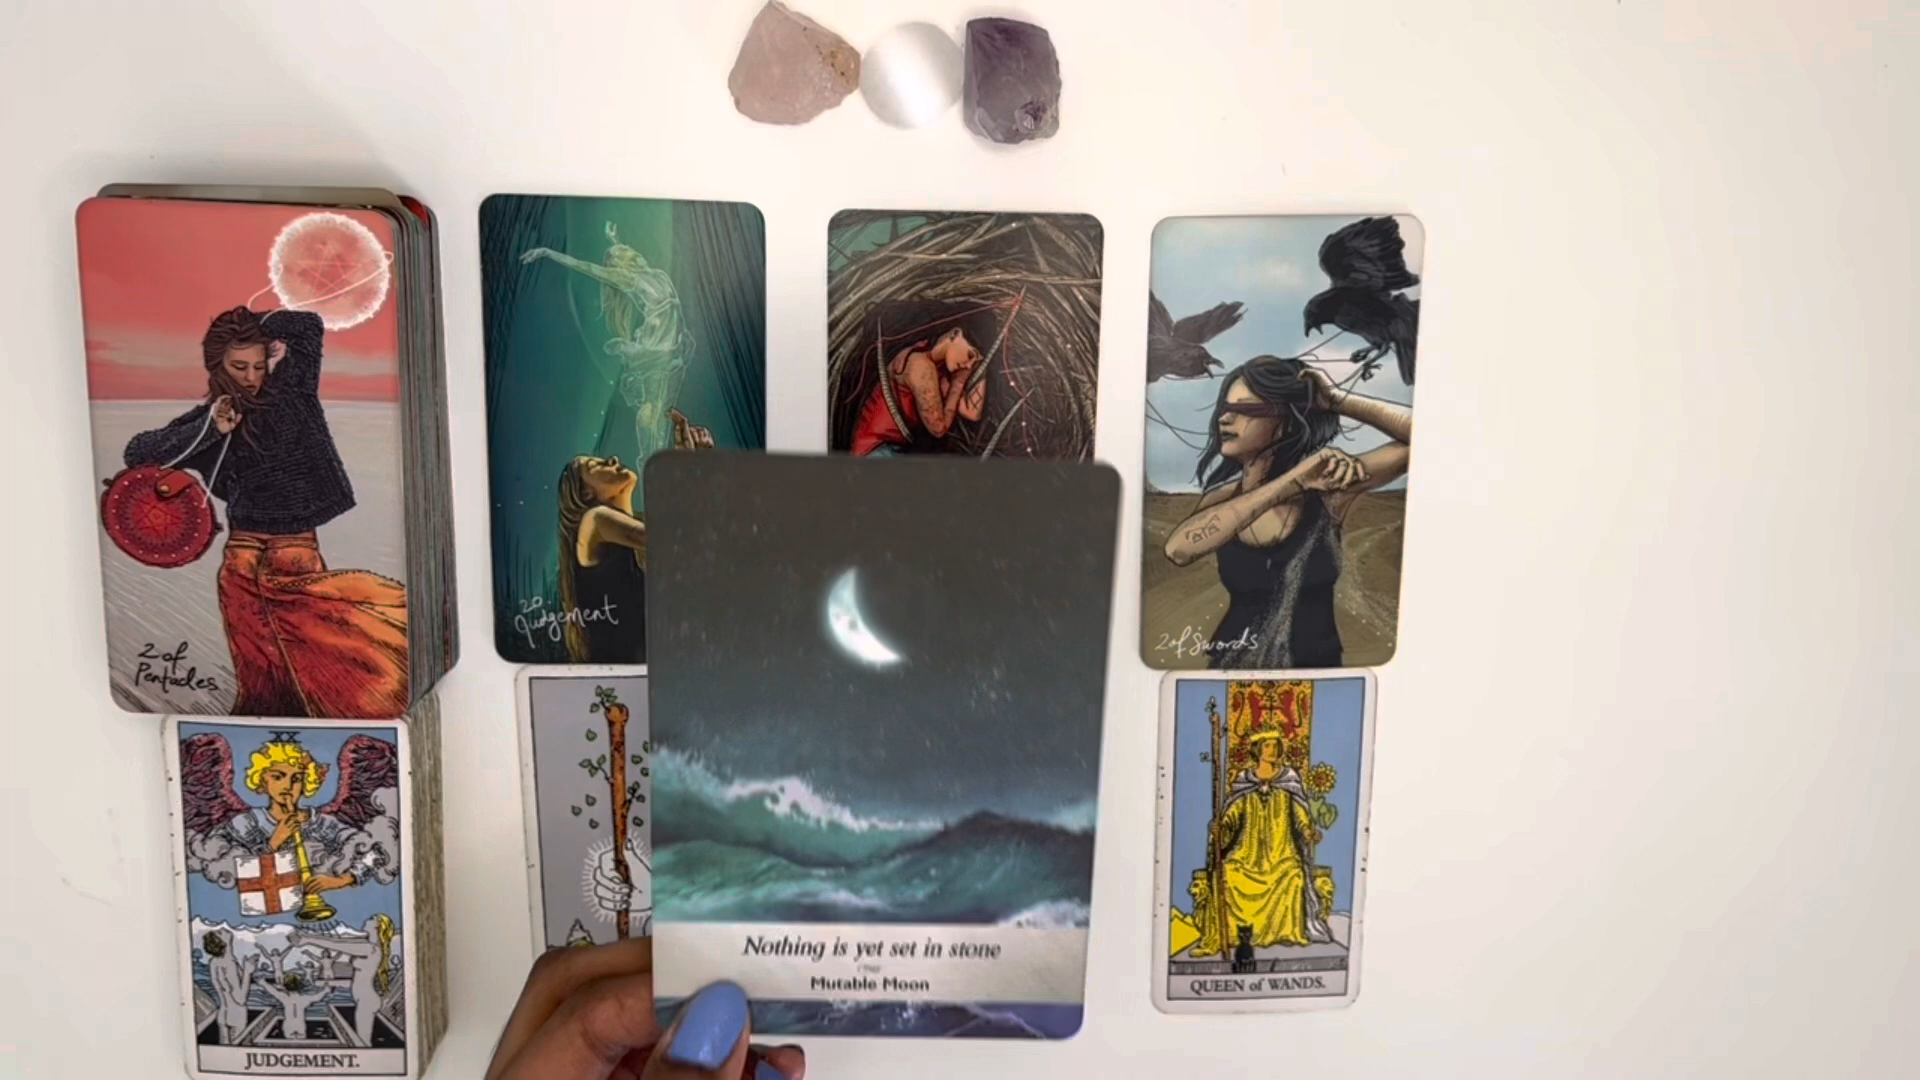 2 of
Pentacles
20
Judgement
2 of Swords
XX
JUDGEMENT.
Nothing is yet set in stone
Mutable Moon
QUEEN of WANDS.